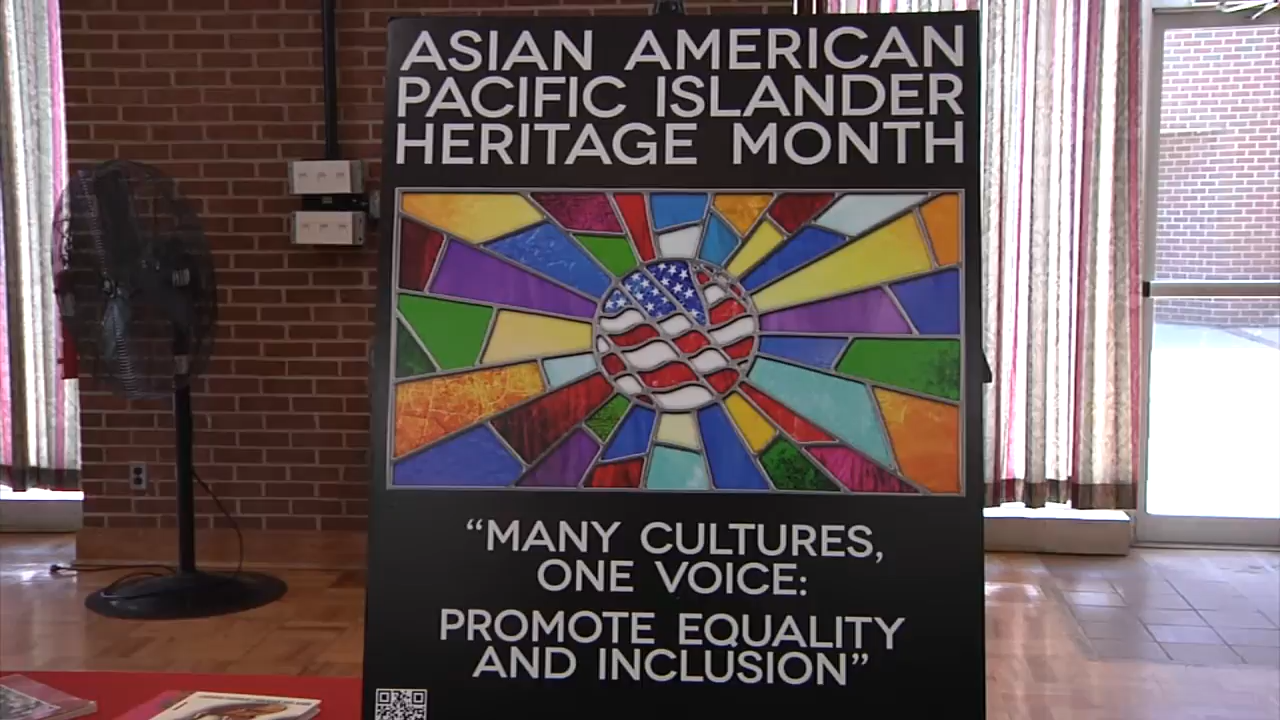 ASIAN AMERICAN
PACIFIC ISLANDER
HERITAGE MONTH
“MANY CULTURES,
ONE VOICE:
PROMOTE EQUALITY
AND INCLUSION”